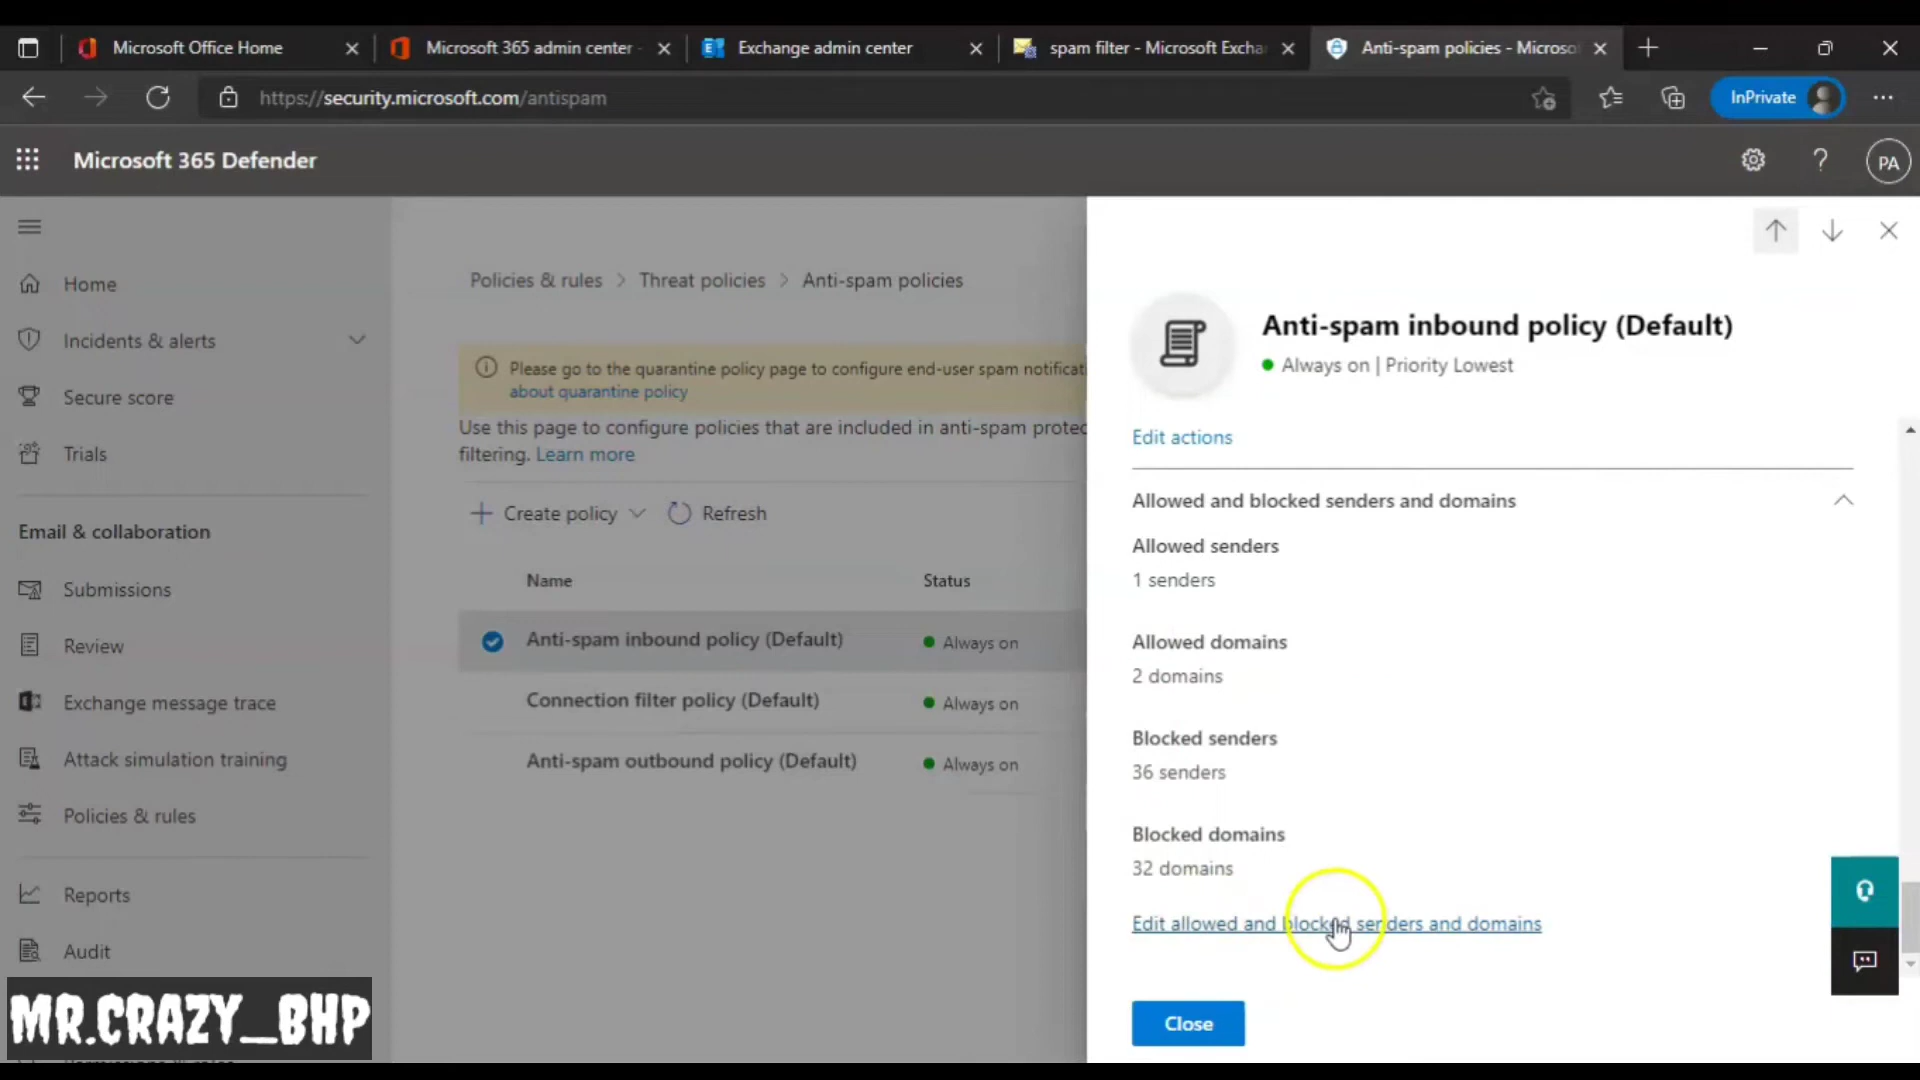 Microsoft Office Home
Microsoft 365 admin center -
Exchange admin center
spam filter - Microsoft Excha
Anti-spam policies - Microso
https://security.microsoft.com/antispam
InPrivate
Microsoft 365 Defender
PA
Home
Incidents & alerts
Secure score
Trials
Email & collaboration
Submissions
Review
Exchange message trace
Attack simulation training
Policies & rules
Reports
Audit
MR.CRAZY_BHP
Policies & rules > Threat policies > Anti-spam policies
Please go to the quarantine policy page to configure end-user spam notificat
about quarantine policy
Use this page to configure policies that are included in anti-spam protec
filtering. Learn more
Create policy
Refresh
Name
Status
Anti-spam inbound policy (Default)
Always on
Connection filter policy (Default)
Always on
Anti-spam outbound policy (Default)
Always on
Anti-spam inbound policy (Default)
Always on | Priority Lowest
Edit actions
Allowed and blocked senders and domains
Allowed senders
1 senders
Allowed domains
2 domains
Blocked senders
36 senders
Blocked domains
32 domains
Edit allowed and blocked senders and domains
Close